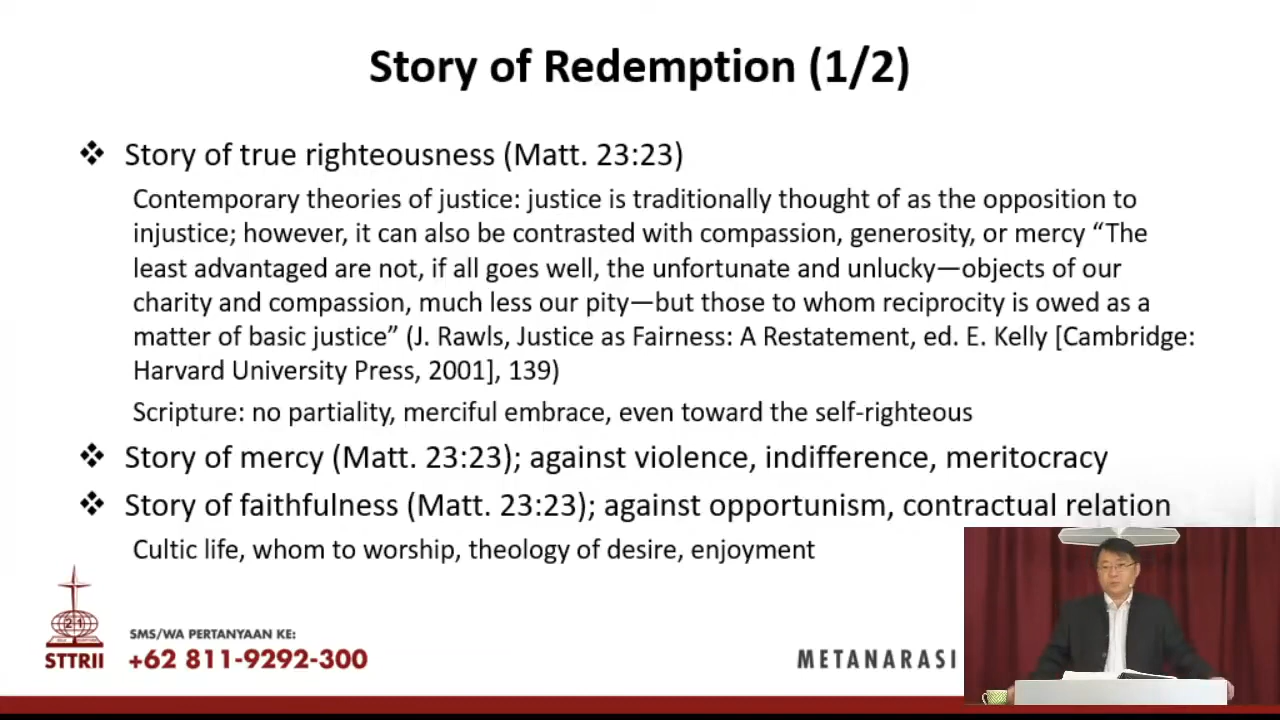 Story of Redemption (1/2)
❖ Story of true righteousness (Matt. 23:23)
Contemporary theories of justice: justice is traditionally thought of as the opposition to
injustice; however, it can also be contrasted with compassion, generosity, or mercy “The
least advantaged are not, if all goes well, the unfortunate and unlucky—objects of our
charity and compassion, much less our pity—but those to whom reciprocity is owed as a
matter of basic justice” (J. Rawls, Justice as Fairness: A Restatement, ed. E. Kelly [Cambridge:
Harvard University Press, 2001], 139)
Scripture: no partiality, merciful embrace, even toward the self-righteous
❖ Story of mercy (Matt. 23:23); against violence, indifference, meritocracy
❖ Story of faithfulness (Matt. 23:23); against opportunism, contractual relation
Cultic life, whom to worship, theology of desire, enjoyment
21
STTRII
SMS/WA PERTANYAAN KE:
+62 811-9292-300
METANARASI